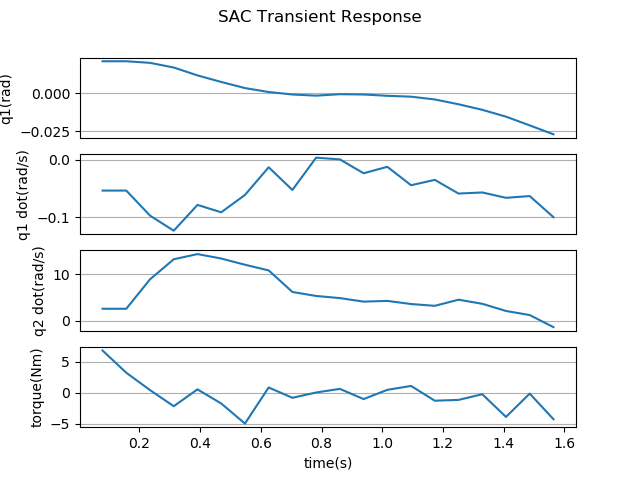 SAC Transient Response
q1(rad)
0.000
−0.025
q1 dot(rad/s)
0.0
−0.1
q2 dot(rad/s)
10
0
torque(Nm)
5
0
−5
0.2 0.4 0.6 0.8 1.0 1.2 1.4 1.6
time(s)